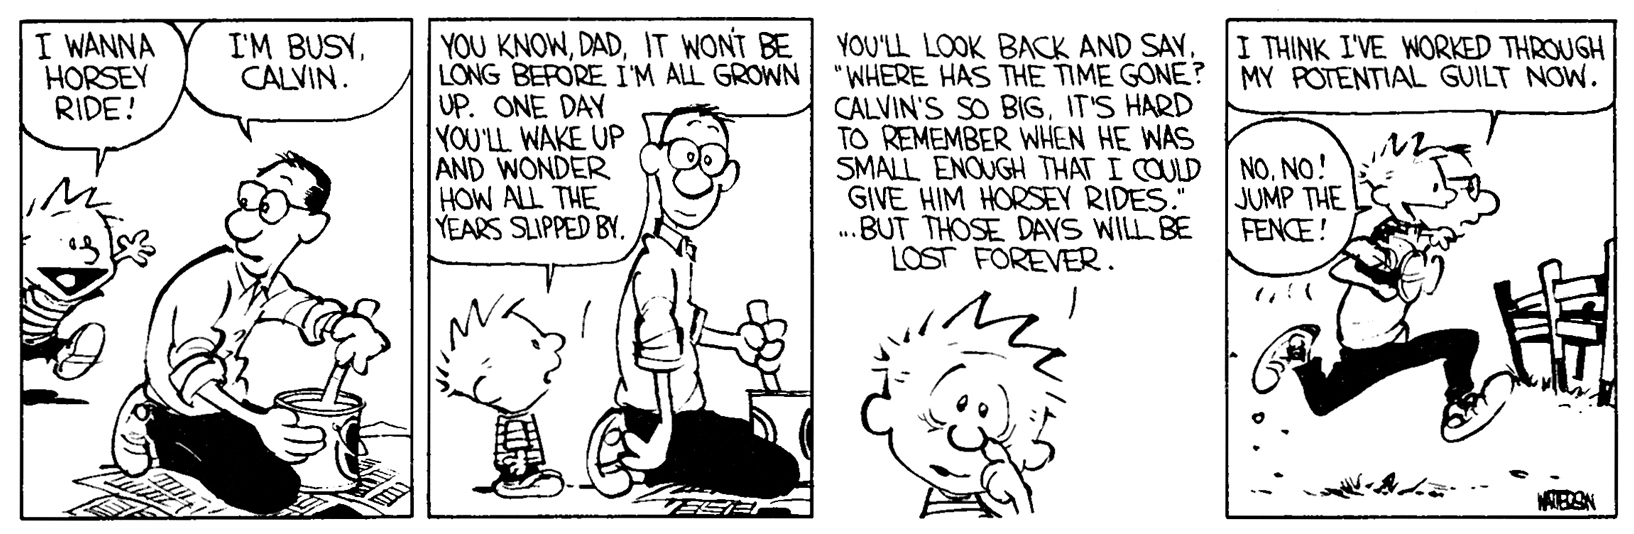 I WANNA
HORSEY
RIDE!
I'M BUSY,
CALVIN.
YOU KNOW, DAD, IT WON'T BE
LONG BEFORE I'M ALL GROWN
UP. ONE DAY
YOU'LL WAKE UP
AND WONDER
HOW ALL THE
YEARS SLIPPED BY.
YOU'LL LOOK BACK AND SAY,
"WHERE HAS THE TIME GONE?
CALVIN'S SO BIG, IT'S HARD
TO REMEMBER WHEN HE WAS
SMALL ENOUGH THAT I COULD
GIVE HIM HORSEY RIDES."
...BUT THOSE DAYS WILL BE
LOST FOREVER.
I THINK I'VE WORKED THROUGH
MY POTENTIAL GUILT NOW.
NO, NO!
JUMP THE
FENCE!
WATTERSON